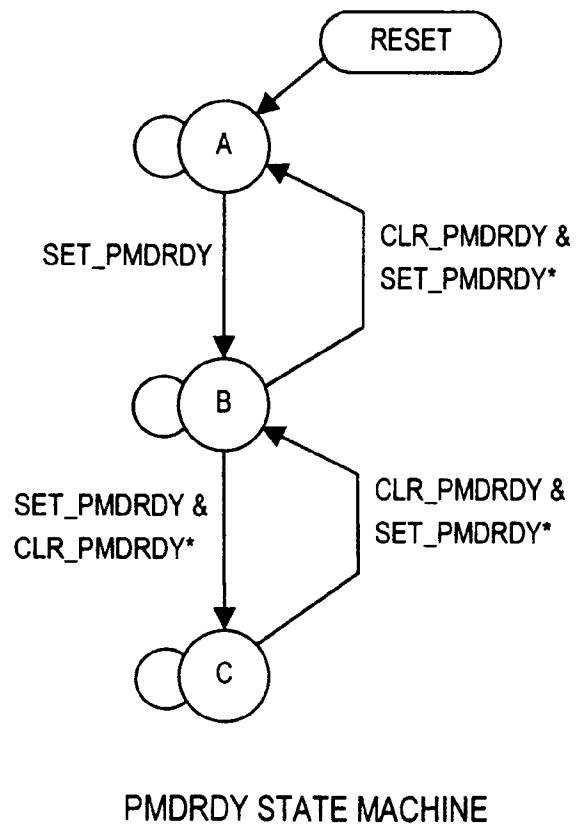 RESET
A
SET_PMDRDY
CLR_PMDRDY &
SET_PMDRDY*
B
SET_PMDRDY &
CLR_PMDRDY*
CLR_PMDRDY &
SET_PMDRDY*
C
PMDRDY STATE MACHINE